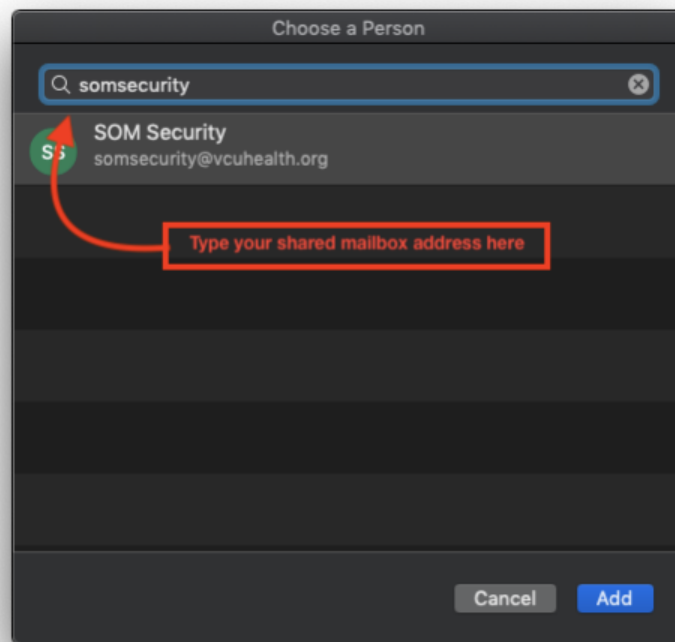 Choose a Person
somsecurity
SS
SOM Security
somsecurity@vcuhealth.org
Type your shared mailbox address here
Cancel
Add